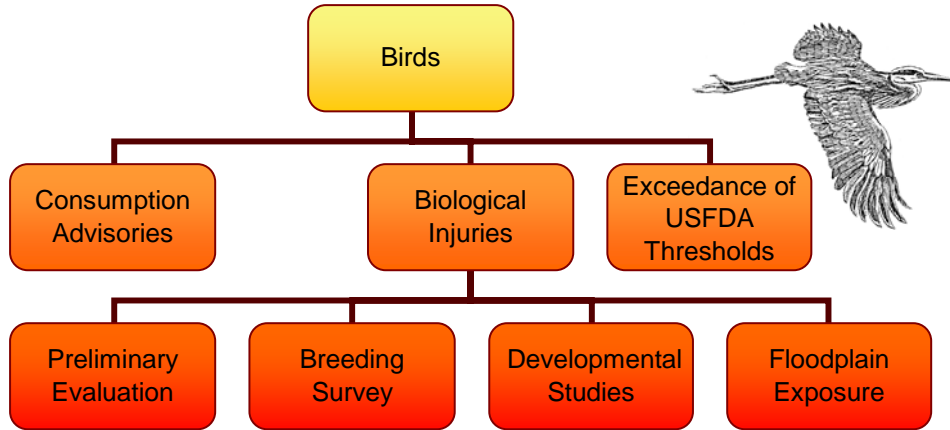 Birds
Consumption
Advisories
Biological
Injuries
Exceedance of
USFDA
Thresholds
Preliminary
Evaluation
Breeding
Survey
Developmental
Studies
Floodplain
Exposure